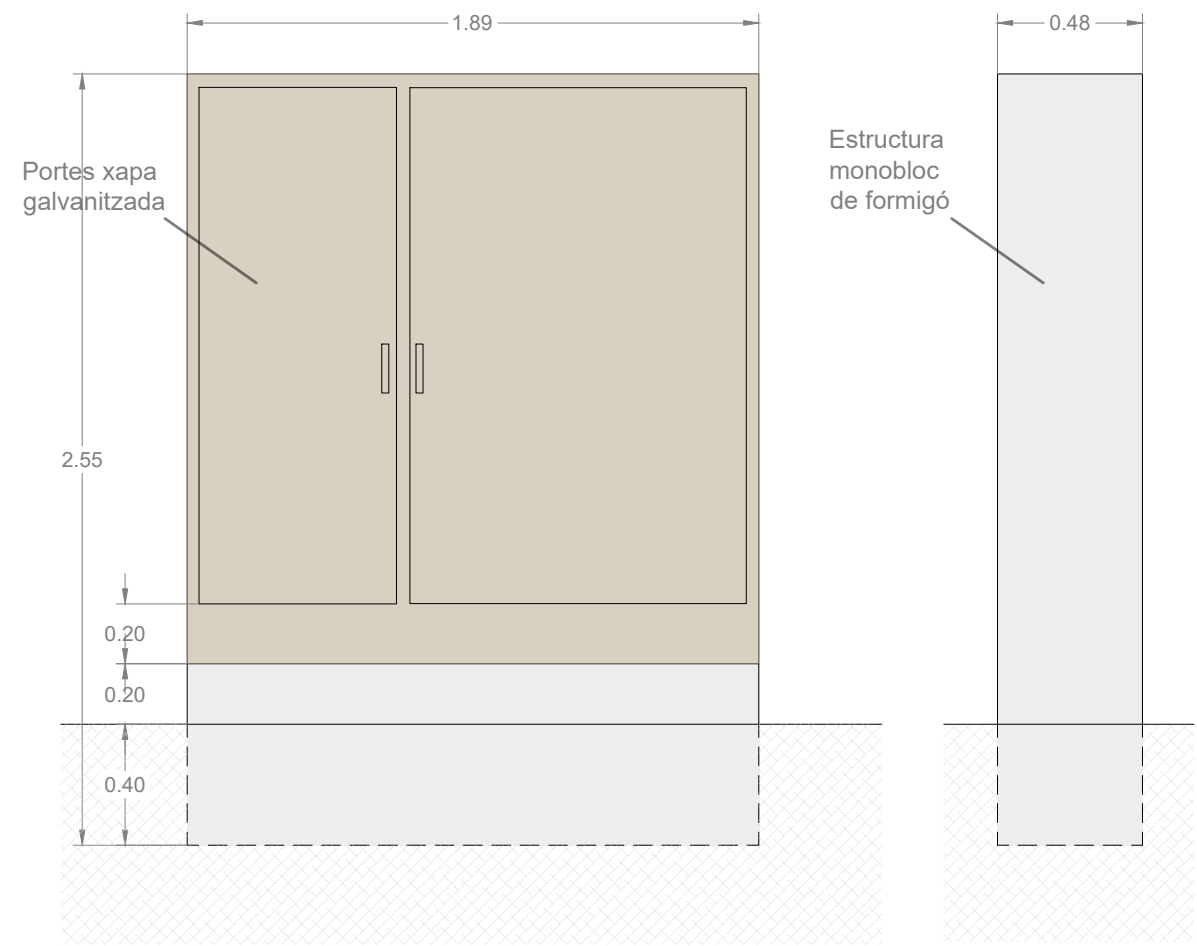 1.89
0.48
Estructura
monobloc
de formigó
Portes xapa
galvanitzada
2.55
0.20
0.20
0.40